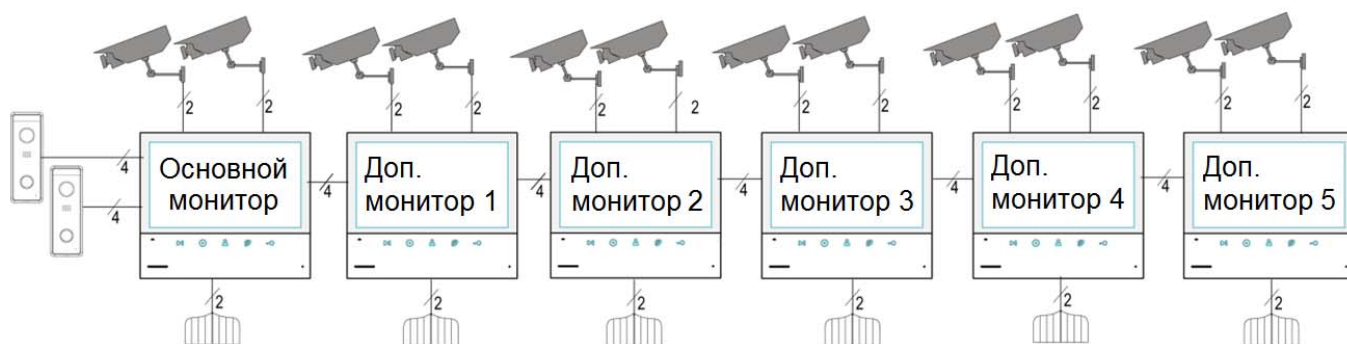 2 2 2 2 2 2 2 2 2 2 2 2
4 Основной монитор 4 Доп. монитор 1 4 Доп. монитор 2 4 Доп. монитор 3 4 Доп. монитор 4 4 Доп. монитор 5
4
2 2 2 2 2 2